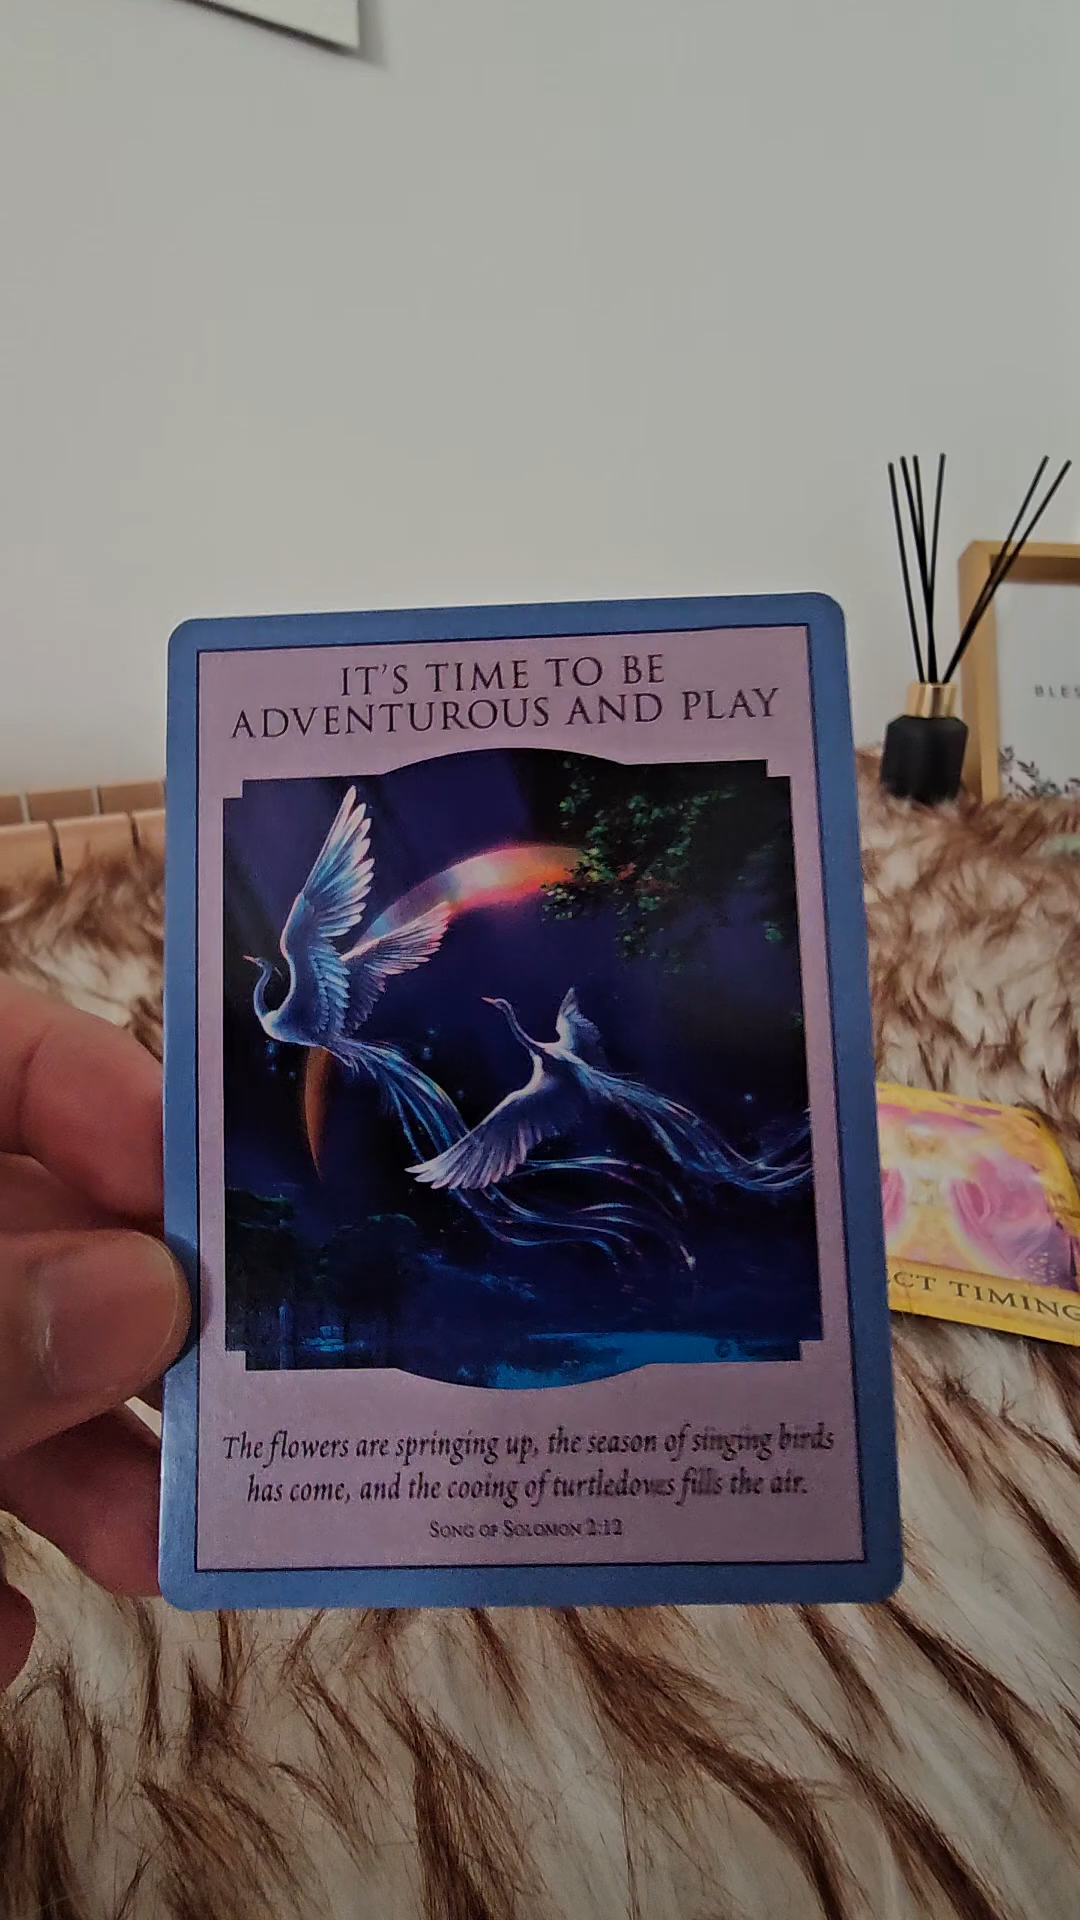 IT'S TIME TO BE
ADVENTUROUS AND PLAY
The flowers are springing up, the season of singing birds
has come, and the cooing of turtledoves fills the air.
SONG OF SOLOMON 2:12
TIMING